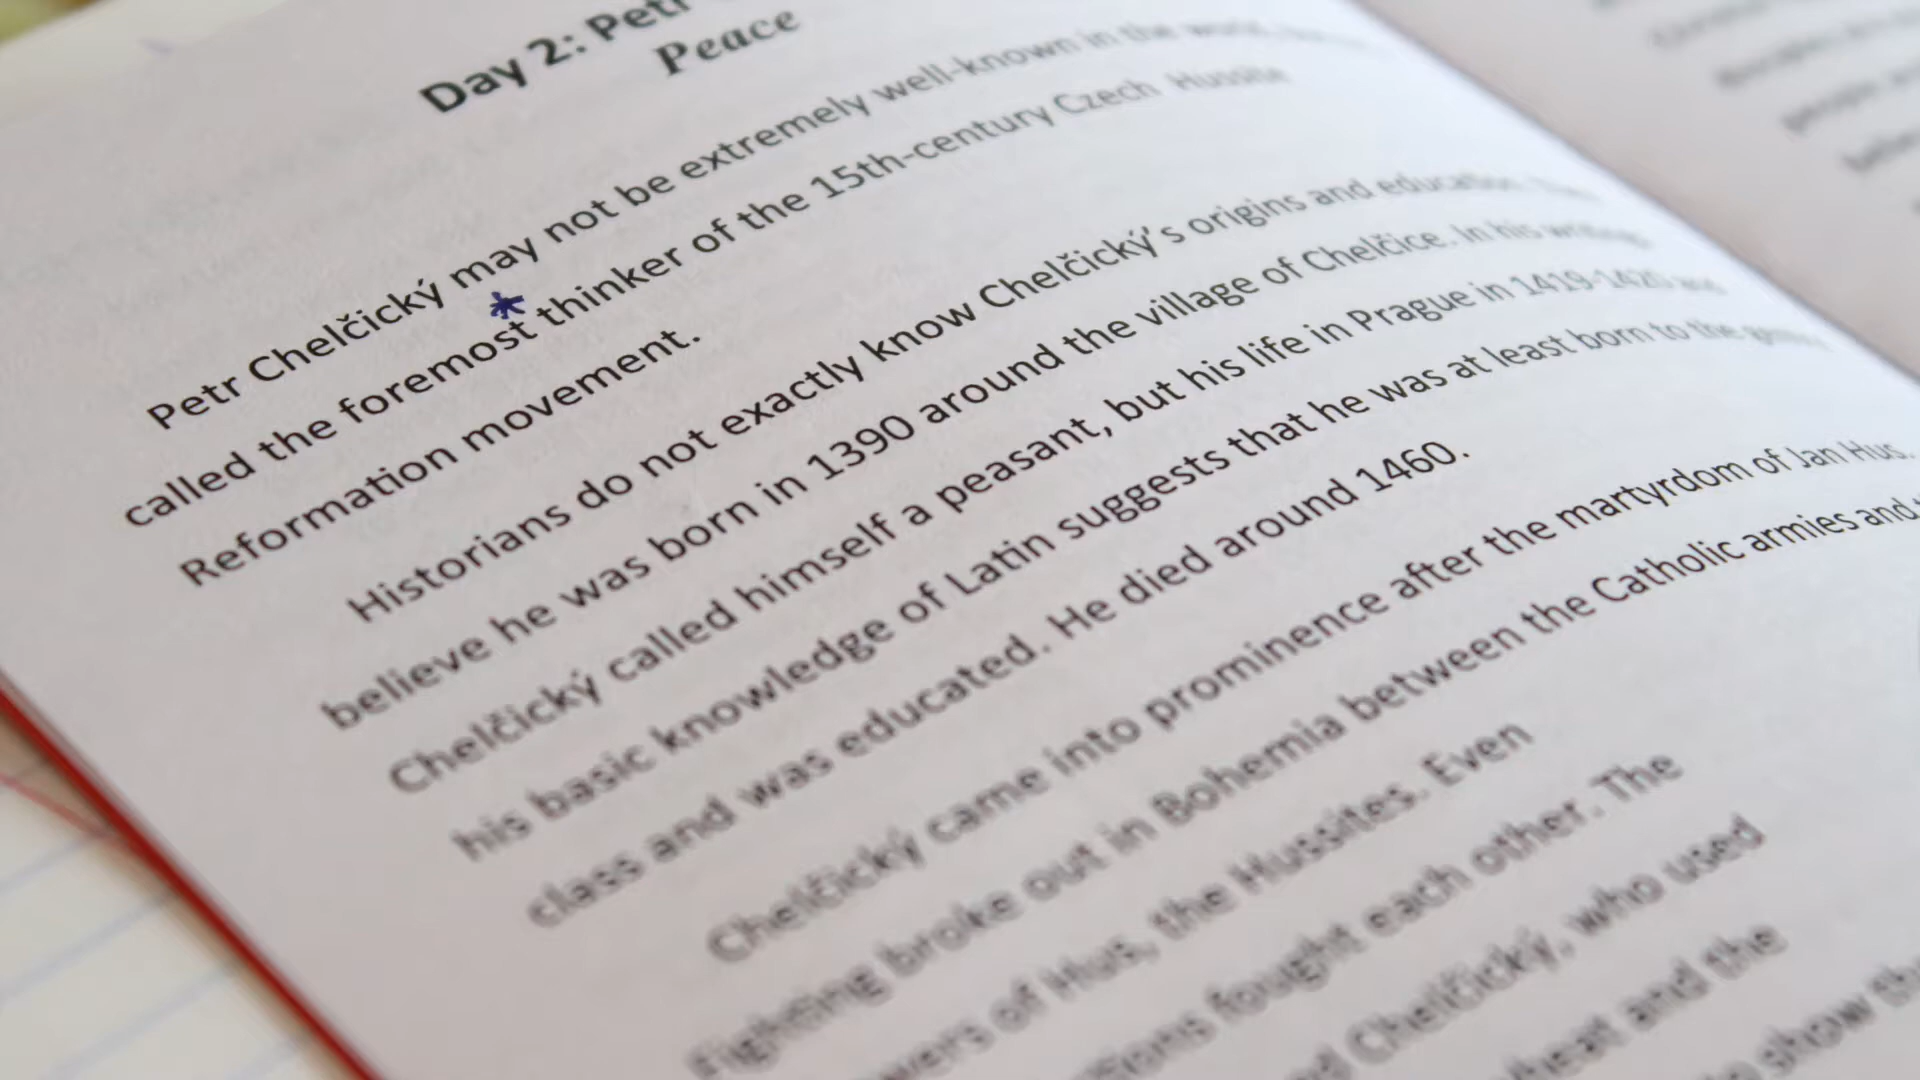 Day 2: Petr
Peace
Petr Chelčický may not be extremely well-known in the world,
called the foremost thinker of the 15th-century Czech Hussite
Reformation movement.
Historians do not exactly know Chelčický's origins and education.
believe he was born in 1390 around the village of Chelčice. In his writings
Chelčický called himself a peasant, but his life in Prague in 1419-1420 and
his basic knowledge of Latin suggests that he was at least born to the
class and was educated. He died around 1460.
Chelčický came into prominence after the martyrdom of Jan Hus.
Fighting broke out in Bohemia between the Catholic armies and
of Hus, the Hussites. Even
fought each other. The
Chelčický, who used
and the
show